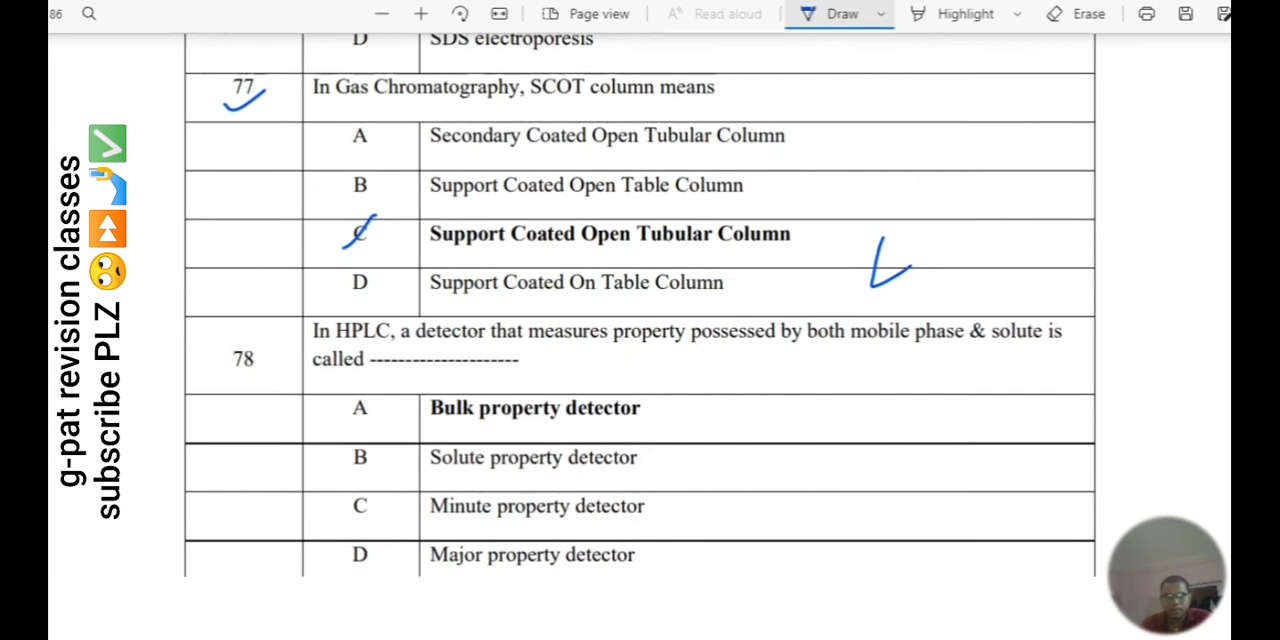 86
Page view
Read aloud
Draw
Highlight
Erase
D SDS electroporesis
77 In Gas Chromatography, SCOT column means
A Secondary Coated Open Tubular Column
B Support Coated Open Table Column
C Support Coated Open Tubular Column
D Support Coated On Table Column
78 In HPLC, a detector that measures property possessed by both mobile phase & solute is
called ---------------------
A Bulk property detector
B Solute property detector
C Minute property detector
D Major property detector
g-pat revision classes
subscribe PLZ